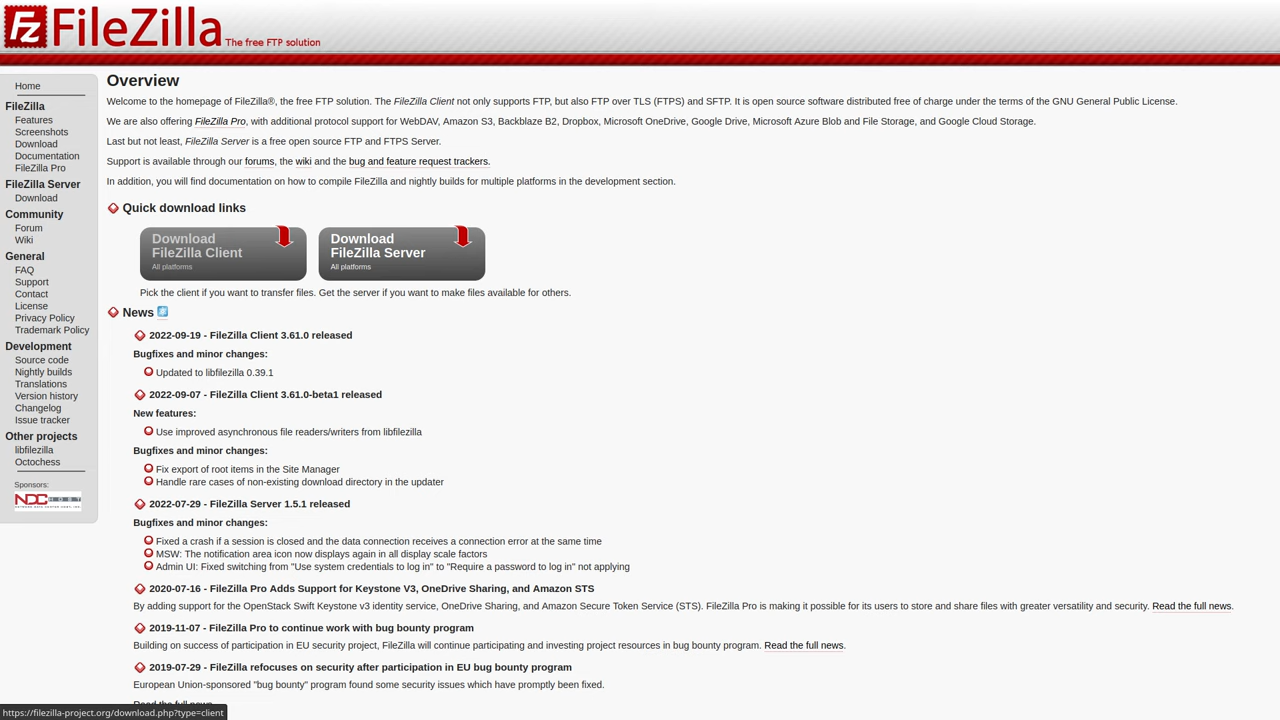 FileZilla The free FTP solution
Home
FileZilla
Features
Screenshots
Download
Documentation
FileZilla Pro
FileZilla Server
Download
Community
Forum
Wiki
General
FAQ
Support
Contact
License
Privacy Policy
Trademark Policy
Development
Source code
Nightly builds
Translations
Version history
Changelog
Issue tracker
Other projects
libfilezilla
Octochess
Sponsors:
NDC HOST
Overview
Welcome to the homepage of FileZilla®, the free FTP solution. The FileZilla Client not only supports FTP, but also FTP over TLS (FTPS) and SFTP. It is open source software distributed free of charge under the terms of the GNU General Public License.
We are also offering FileZilla Pro, with additional protocol support for WebDAV, Amazon S3, Backblaze B2, Dropbox, Microsoft OneDrive, Google Drive, Microsoft Azure Blob and File Storage, and Google Cloud Storage.
Last but not least, FileZilla Server is a free open source FTP and FTPS Server.
Support is available through our forums, the wiki and the bug and feature request trackers.
In addition, you will find documentation on how to compile FileZilla and nightly builds for multiple platforms in the development section.
Quick download links
Download
FileZilla Client
All platforms
Download
FileZilla Server
All platforms
Pick the client if you want to transfer files. Get the server if you want to make files available for others.
News
2022-09-19 - FileZilla Client 3.61.0 released
Bugfixes and minor changes:
Updated to libfilezilla 0.39.1
2022-09-07 - FileZilla Client 3.61.0-beta1 released
New features:
Use improved asynchronous file readers/writers from libfilezilla
Bugfixes and minor changes:
Fix export of root items in the Site Manager
Handle rare cases of non-existing download directory in the updater
2022-07-29 - FileZilla Server 1.5.1 released
Bugfixes and minor changes:
Fixed a crash if a session is closed and the data connection receives a connection error at the same time
MSW: The notification area icon now displays again in all display scale factors
Admin UI: Fixed switching from "Use system credentials to log in" to "Require a password to log in" not applying
2020-07-16 - FileZilla Pro Adds Support for Keystone V3, OneDrive Sharing, and Amazon STS
By adding support for the OpenStack Swift Keystone v3 identity service, OneDrive Sharing, and Amazon Secure Token Service (STS). FileZilla Pro is making it possible for its users to store and share files with greater versatility and security. Read the full news.
2019-11-07 - FileZilla Pro to continue work with bug bounty program
Building on success of participation in EU security project, FileZilla will continue participating and investing project resources in bug bounty program. Read the full news.
2019-07-29 - FileZilla refocuses on security after participation in EU bug bounty program
European Union-sponsored "bug bounty" program found some security issues which have promptly been fixed.
Read the full news
https://filezilla-project.org/download.php?type=client